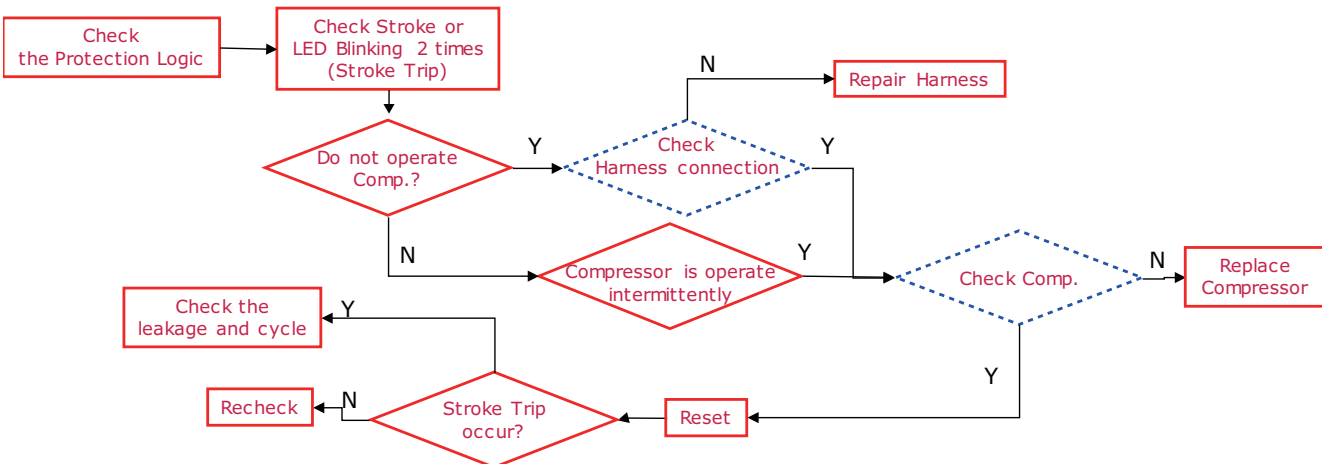 Check
the Protection Logic
Check Stroke or
LED Blinking 2 times
(Stroke Trip)
N
Repair Harness
Do not operate
Comp.?
Y
Check
Harness connection
Y
N
Compressor is operate
intermittently
Y
Check Comp.
N
Replace
Compressor
Check the
leakage and cycle
Y
Y
Recheck
N
Stroke Trip
occur?
Reset